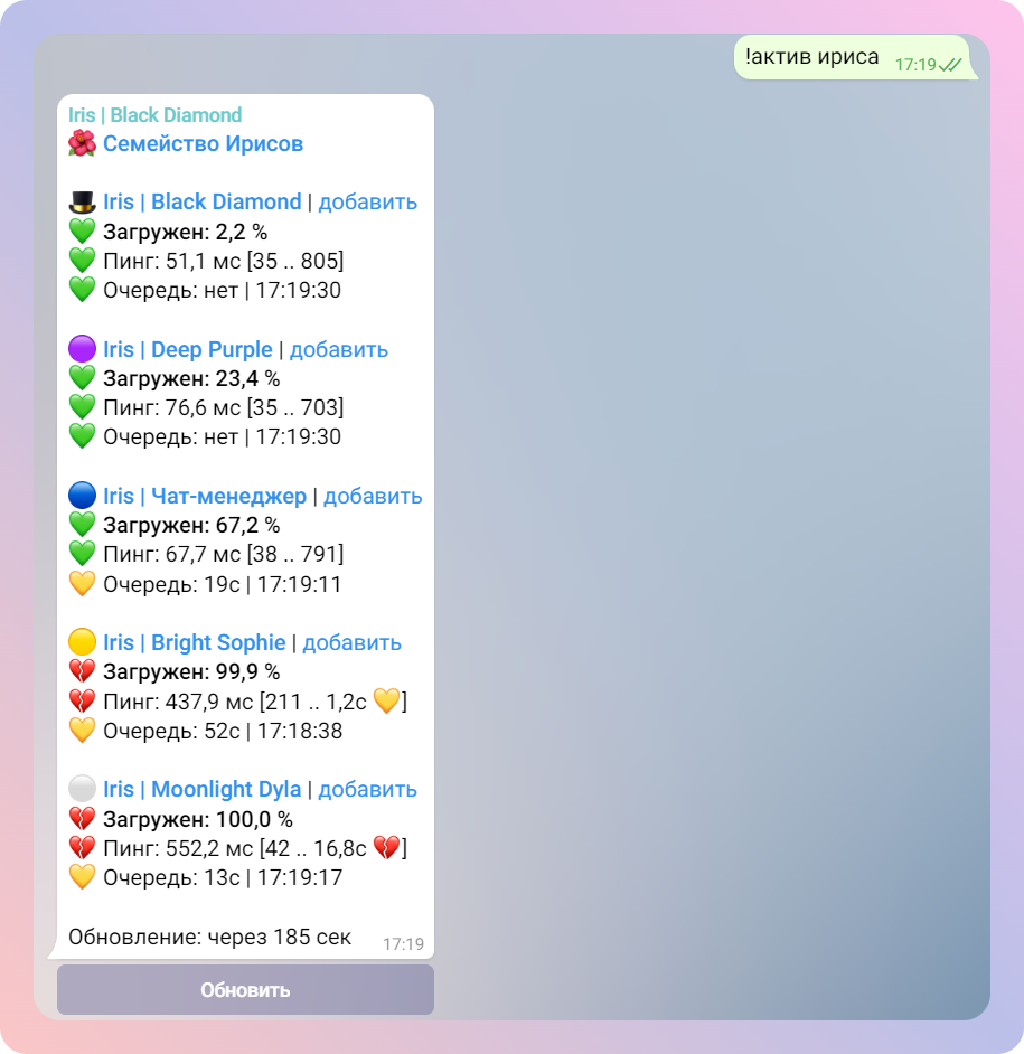 !актив ириса 17:19
Iris | Black Diamond
🌺 Семейство Ирисов
🎩 Iris | Black Diamond | добавить
💚 Загружен: 2,2 %
💚 Пинг: 51,1 мс [35 .. 805]
💚 Очередь: нет | 17:19:30
🟣 Iris | Deep Purple | добавить
💚 Загружен: 23,4 %
💚 Пинг: 76,6 мс [35 .. 703]
💚 Очередь: нет | 17:19:30
🔵 Iris | Чат-менеджер | добавить
💚 Загружен: 67,2 %
💚 Пинг: 67,7 мс [38 .. 791]
💛 Очередь: 19с | 17:19:11
🟡 Iris | Bright Sophie | добавить
💔 Загружен: 99,9 %
💔 Пинг: 437,9 мс [211 .. 1,2с 💛]
💛 Очередь: 52с | 17:18:38
⚪ Iris | Moonlight Dyla | добавить
💔 Загружен: 100,0 %
💔 Пинг: 552,2 мс [42 .. 16,8с 💔]
💛 Очередь: 13с | 17:19:17
Обновление: через 185 сек 17:19
Обновить